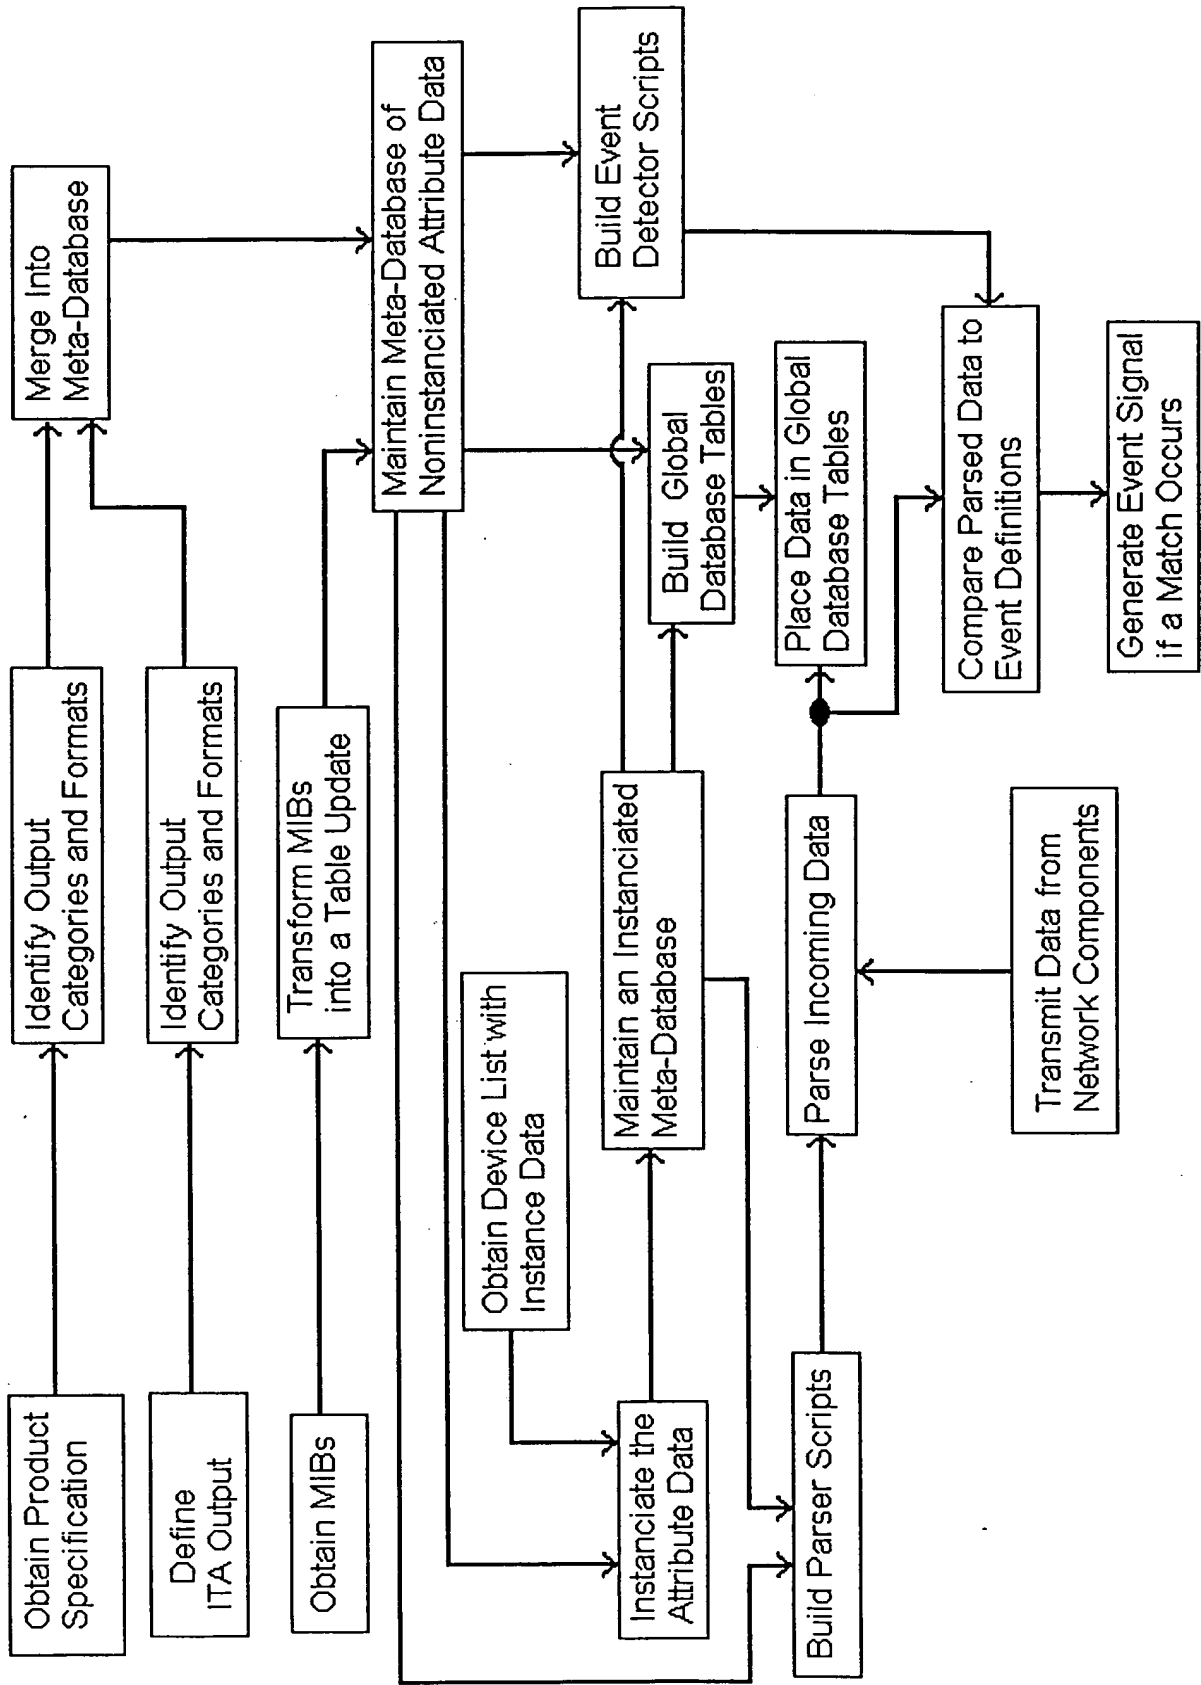 Obtain Product
Specification
Identify Output
Categories and Formats
Merge Into
Meta-Database
Define
ITA Output
Identify Output
Categories and Formats
Obtain MIBs
Transform MIBs
into a Table Update
Maintain Meta-Database of
Noninstanciated Attribute Data
Obtain Device List with
Instance Data
Instanciate the
Attribute Data
Maintain an Instanciated
Meta-Database
Build Global
Database Tables
Build Event
Detector Scripts
Place Data in Global
Database Tables
Build Parser Scripts
Parse Incoming Data
Compare Parsed Data to
Event Definitions
Transmit Data from
Network Components
Generate Event Signal
if a Match Occurs